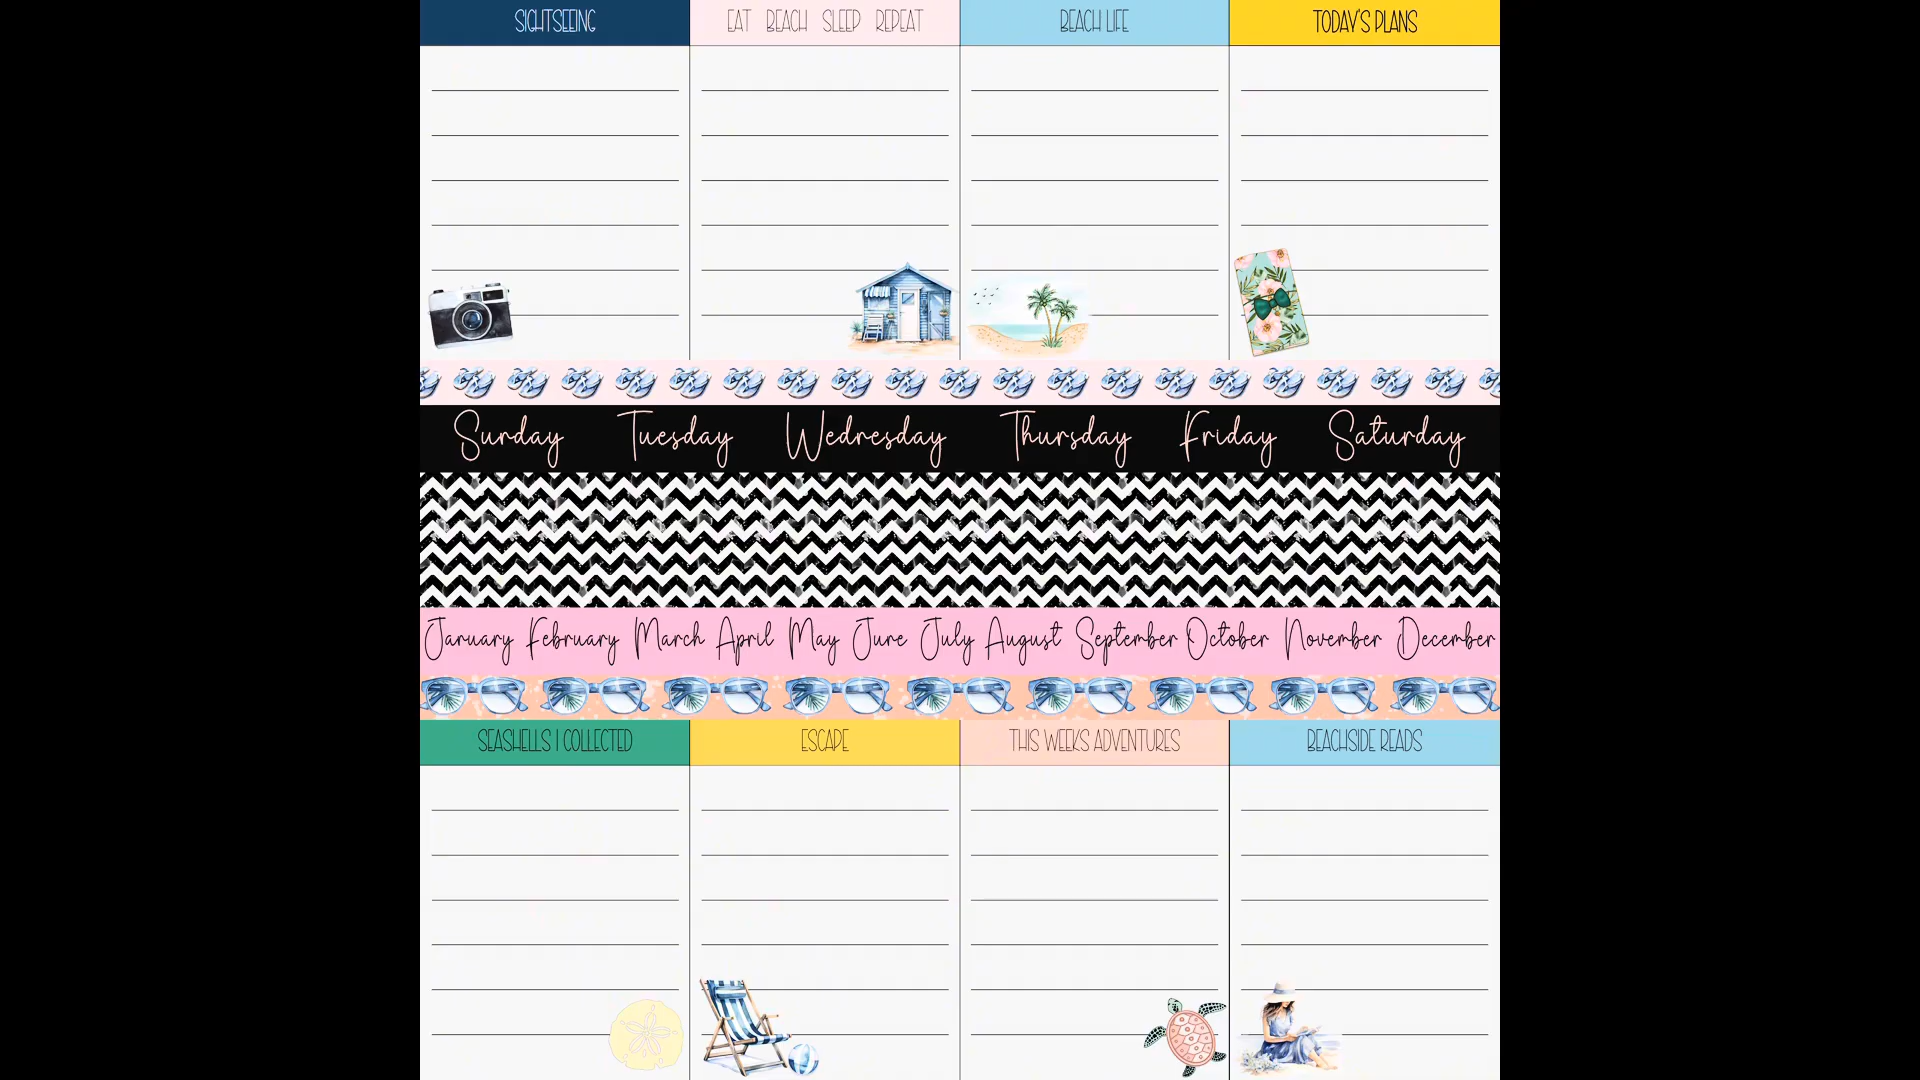 SIGHTSEEING
EAT BEACH SLEEP REPEAT
BEACH LIFE
TODAY'S PLANS
Sunday Tuesday Wednesday Thursday Friday Saturday
January February March April May June July August September October November December
SEASHELLS I COLLECTED
ESCAPE
THIS WEEKS ADVENTURES
BEACHSIDE READS